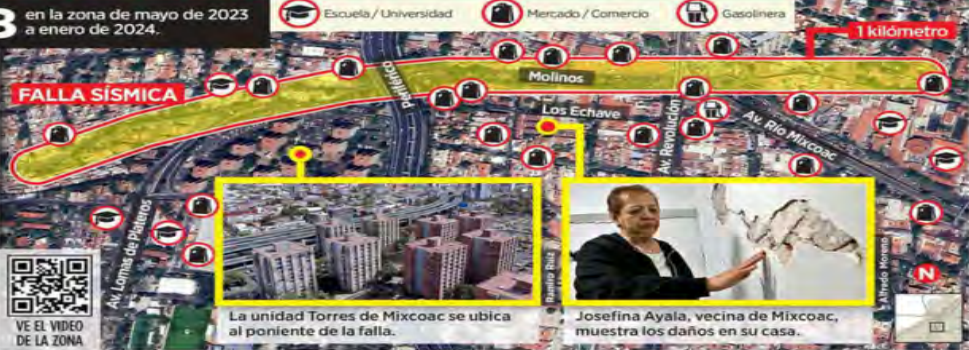 en la zona de mayo de 2023
a enero de 2024.
Escuela / Universidad
Mercado / Comercio
Gasolinera
1 kilómetro
FALLA SÍSMICA
Periférico
Molinos
Los Echave
Av. Revolución
Av. Río Mixcoac
Av. Lomas de Plateros
Ramiro Ruiz
Alfredo Moreno
N
VE EL VIDEO
DE LA ZONA
La unidad Torres de Mixcoac se ubica
al poniente de la falla.
Josefina Ayala, vecina de Mixcoac,
muestra los daños en su casa.